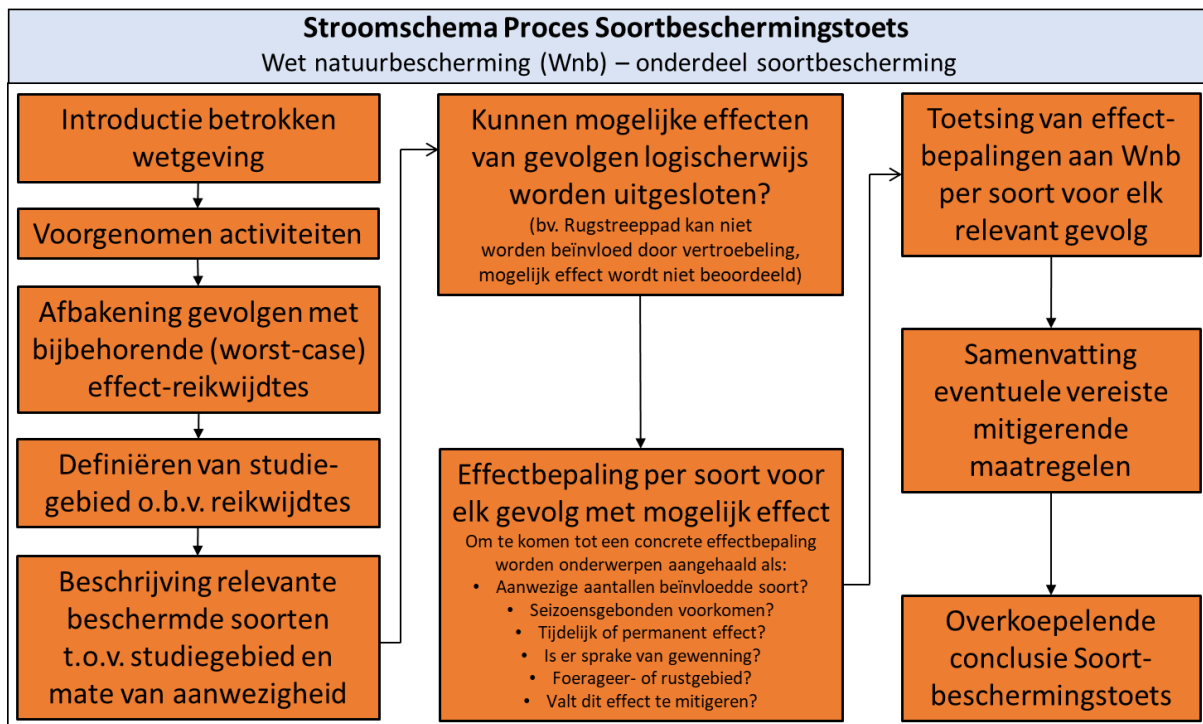 Stroomschema Proces Soortbeschermingstoets
Wet natuurbescherming (Wnb) – onderdeel soortbescherming
Introductie betrokken
wetgeving
Voorgenomen activiteiten
Afbakening gevolgen met
bijbehorende (worst-case)
effect-reikwijdtes
Definiëren van studie-
gebied o.b.v. reikwijdtes
Beschrijving relevante
beschermde soorten
t.o.v. studiegebied en
mate van aanwezigheid
Kunnen mogelijke effecten
van gevolgen logischerwijs
worden uitgesloten?
(bv. Rugstreeppad kan niet
worden beïnvloed door vertroebeling,
mogelijk effect wordt niet beoordeeld)
Effectbepaling per soort voor
elk gevolg met mogelijk effect
Om te komen tot een concrete effectbepaling
worden onderwerpen aangehaald als:
• Aanwezige aantallen beïnvloedde soort?
• Seizoensgebonden voorkomen?
• Tijdelijk of permanent effect?
• Is er sprake van gewenning?
• Foerageer- of rustgebied?
• Valt dit effect te mitigeren?
Toetsing van effect-
bepalingen aan Wnb
per soort voor elk
relevant gevolg
Samenvatting
eventuele vereiste
mitigerende
maatregelen
Overkoepelende
conclusie Soort-
beschermingstoets